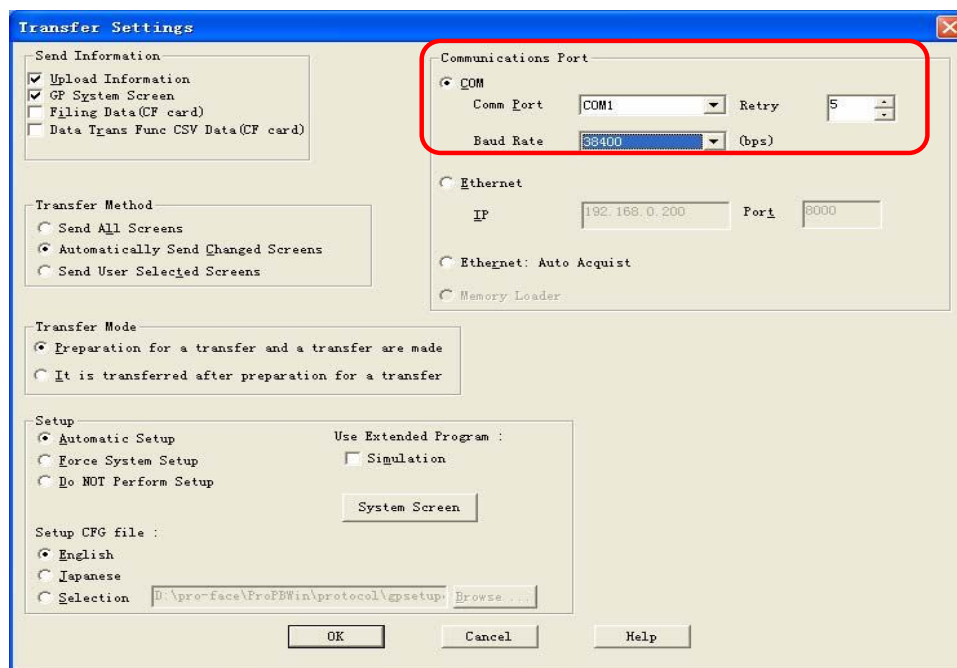 Transfer Settings
Send Information
Upload Information
GP System Screen
Filing Data(CF card)
Data Trans Func CSV Data(CF card)
Communications Port
COM
Comm Port COM1 Retry 5
Baud Rate 38400 (bps)
Ethernet
IP 192.168.0.200 Port 8000
Ethernet: Auto Acquist
Memory Loader
Transfer Method
Send All Screens
Automatically Send Changed Screens
Send User Selected Screens
Transfer Mode
Preparation for a transfer and a transfer are made
It is transferred after preparation for a transfer
Setup
Automatic Setup
Force System Setup
Do NOT Perform Setup
Use Extended Program :
Simulation
System Screen
Setup CFG file :
English
Japanese
Selection D:\pro-face\ProPBWin\protocol\gpsetup Browse ...
OK Cancel Help